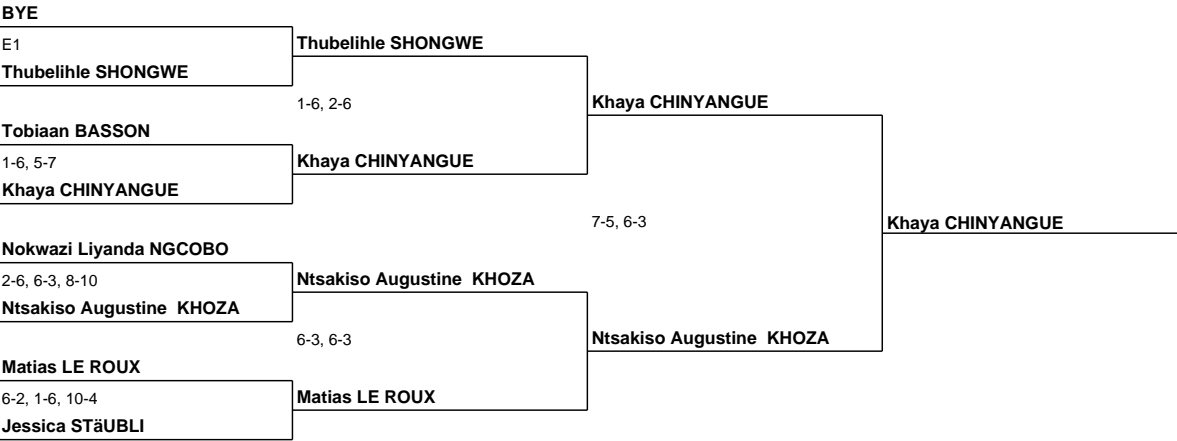 BYE
E1
Thubelihle SHONGWE
Thubelihle SHONGWE
1-6, 2-6
Khaya CHINYANGUE
Tobiaan BASSON
1-6, 5-7
Khaya CHINYANGUE
Khaya CHINYANGUE
7-5, 6-3
Khaya CHINYANGUE
Nokwazi Liyanda NGCOBO
2-6, 6-3, 8-10
Ntsakiso Augustine  KHOZA
Ntsakiso Augustine  KHOZA
6-3, 6-3
Ntsakiso Augustine  KHOZA
Matias LE ROUX
6-2, 1-6, 10-4
Matias LE ROUX
Jessica STäUBLI